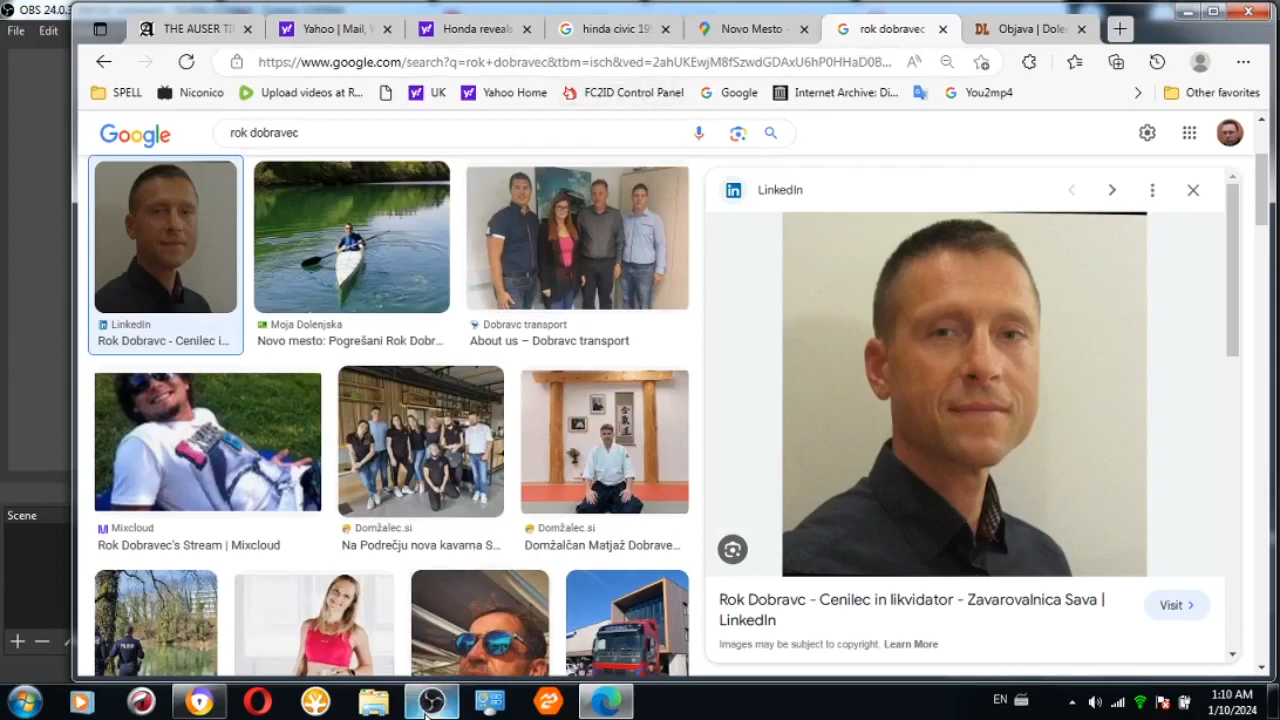 OBS 24.0.3
File Edit
THE AUSER TI
Yahoo | Mail, W
Honda reveals
hinda civic 19
Novo Mesto -
rok dobravec
Objava | Doler
https://www.google.com/search?q=rok+dobravec&tbm=isch&ved=2ahUKEwjM8fSzwdGDAxU6hP0HHaD0B...
SPELL
Niconico
Upload videos at R...
UK
Yahoo Home
FC2ID Control Panel
Google
Internet Archive: Di...
You2mp4
Other favorites
Google
rok dobravec
LinkedIn
Rok Dobravc - Cenilec i...
Moja Dolenjska
Novo mesto: Pogrešani Rok Dobr...
Dobravc transport
About us – Dobravc transport
Mixcloud
Rok Dobravec's Stream | Mixcloud
Domžalec.si
Na Podrečju nova kavarna S...
Domžalec.si
Domžalčan Matjaž Dobrave...
LinkedIn
Rok Dobravc - Cenilec in likvidator - Zavarovalnica Sava |
LinkedIn
Visit
Images may be subject to copyright. Learn More
Scene
EN
1:10 AM
1/10/2024